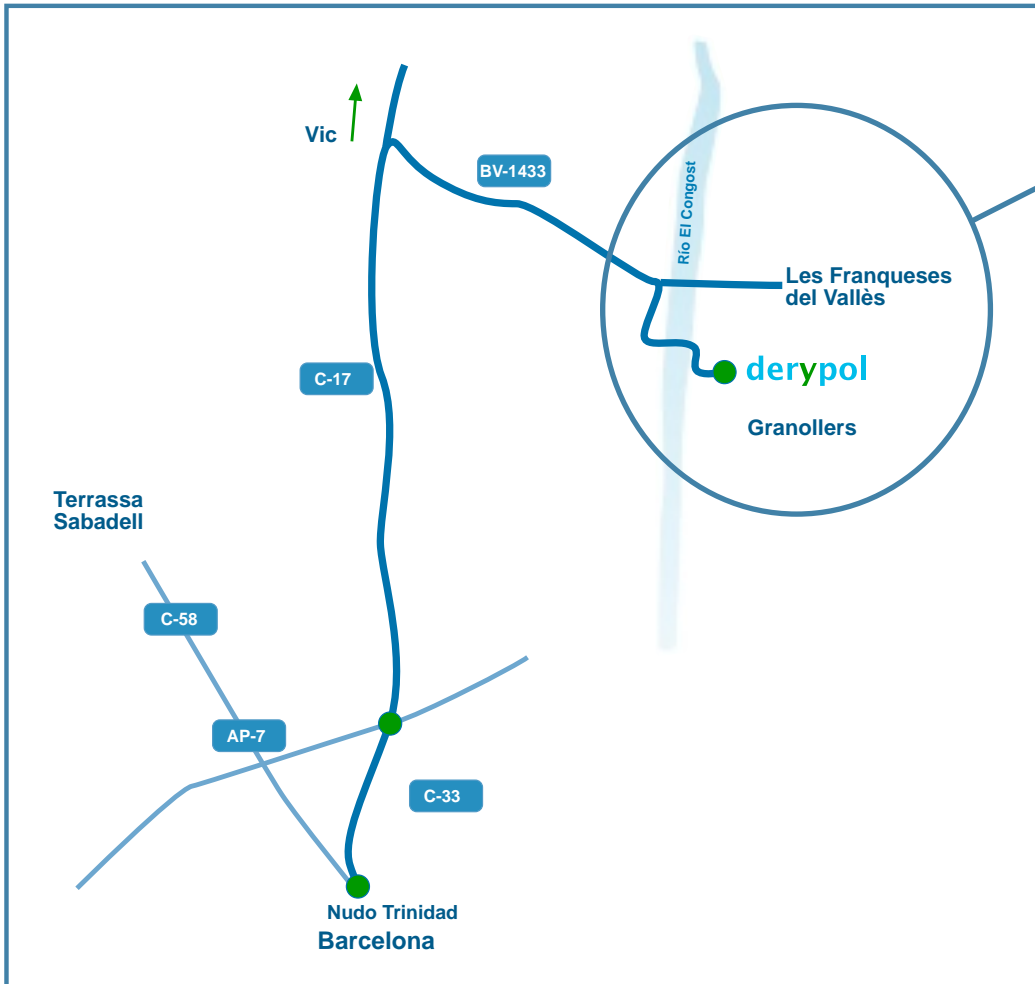 Vic
BV-1433
Río El Congost
Les Franqueses
del Vallès
derypol
C-17
Granollers
Terrassa
Sabadell
C-58
AP-7
C-33
Nudo Trinidad
Barcelona